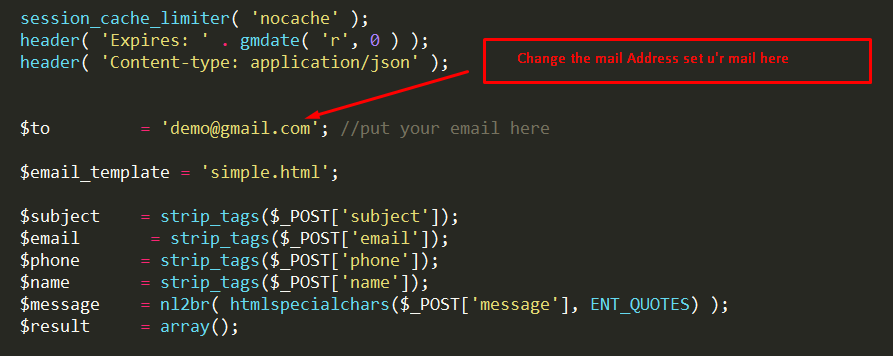 session_cache_limiter( 'nocache' );
header( 'Expires: ' . gmdate( 'r', 0 ) );
header( 'Content-type: application/json' );
Change the mail Address set u'r mail here
$to         = 'demo@gmail.com'; //put your email here
$email_template = 'simple.html';
$subject    = strip_tags($_POST['subject']);
$email       = strip_tags($_POST['email']);
$phone      = strip_tags($_POST['phone']);
$name       = strip_tags($_POST['name']);
$message    = nl2br( htmlspecialchars($_POST['message'], ENT_QUOTES) );
$result     = array();